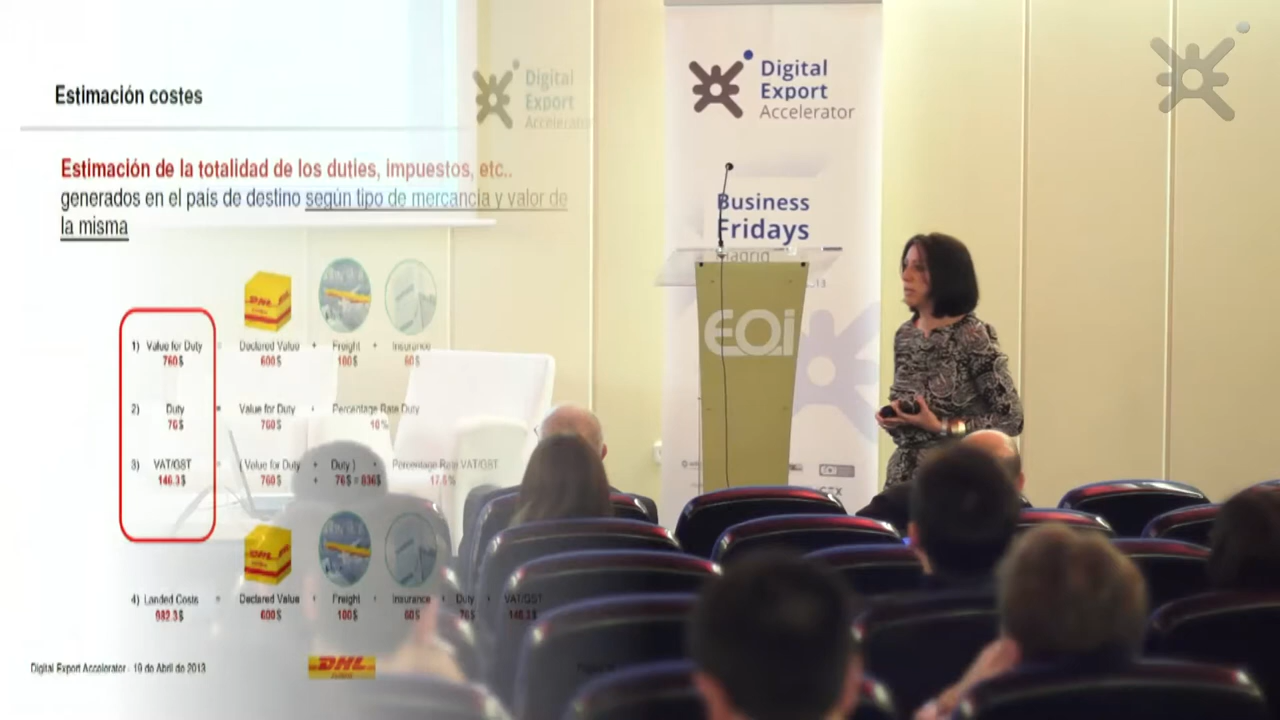 Estimación costes
Estimación de la totalidad de los duties, impuestos, etc..
generados en el país de destino según tipo de mercancía y valor de
la misma
1) Value for Duty = Declared Value + Freight + Insurance
760$ 600$ 100$ 60$
2) Duty = Value for Duty * Percentage Rate Duty
76$ 760$ 10%
3) VAT/GST = ( Value for Duty + Duty ) * Percentage Rate VAT/GST
146.3$ 760$ + 76$ = 836$ 17.5%
4) Landed Costs = Declared Value + Freight + Insurance + Duty + VAT/GST
982.3$ 600$ 100$ 60$ 76$ 146.3$
Digital Export Accelerator - 19 de Abril de 2013
DHL
DHL
DHL
Digital
Export
Accelerator
Digital
Export
Accelerator
Business
Fridays
Madrid
EOi